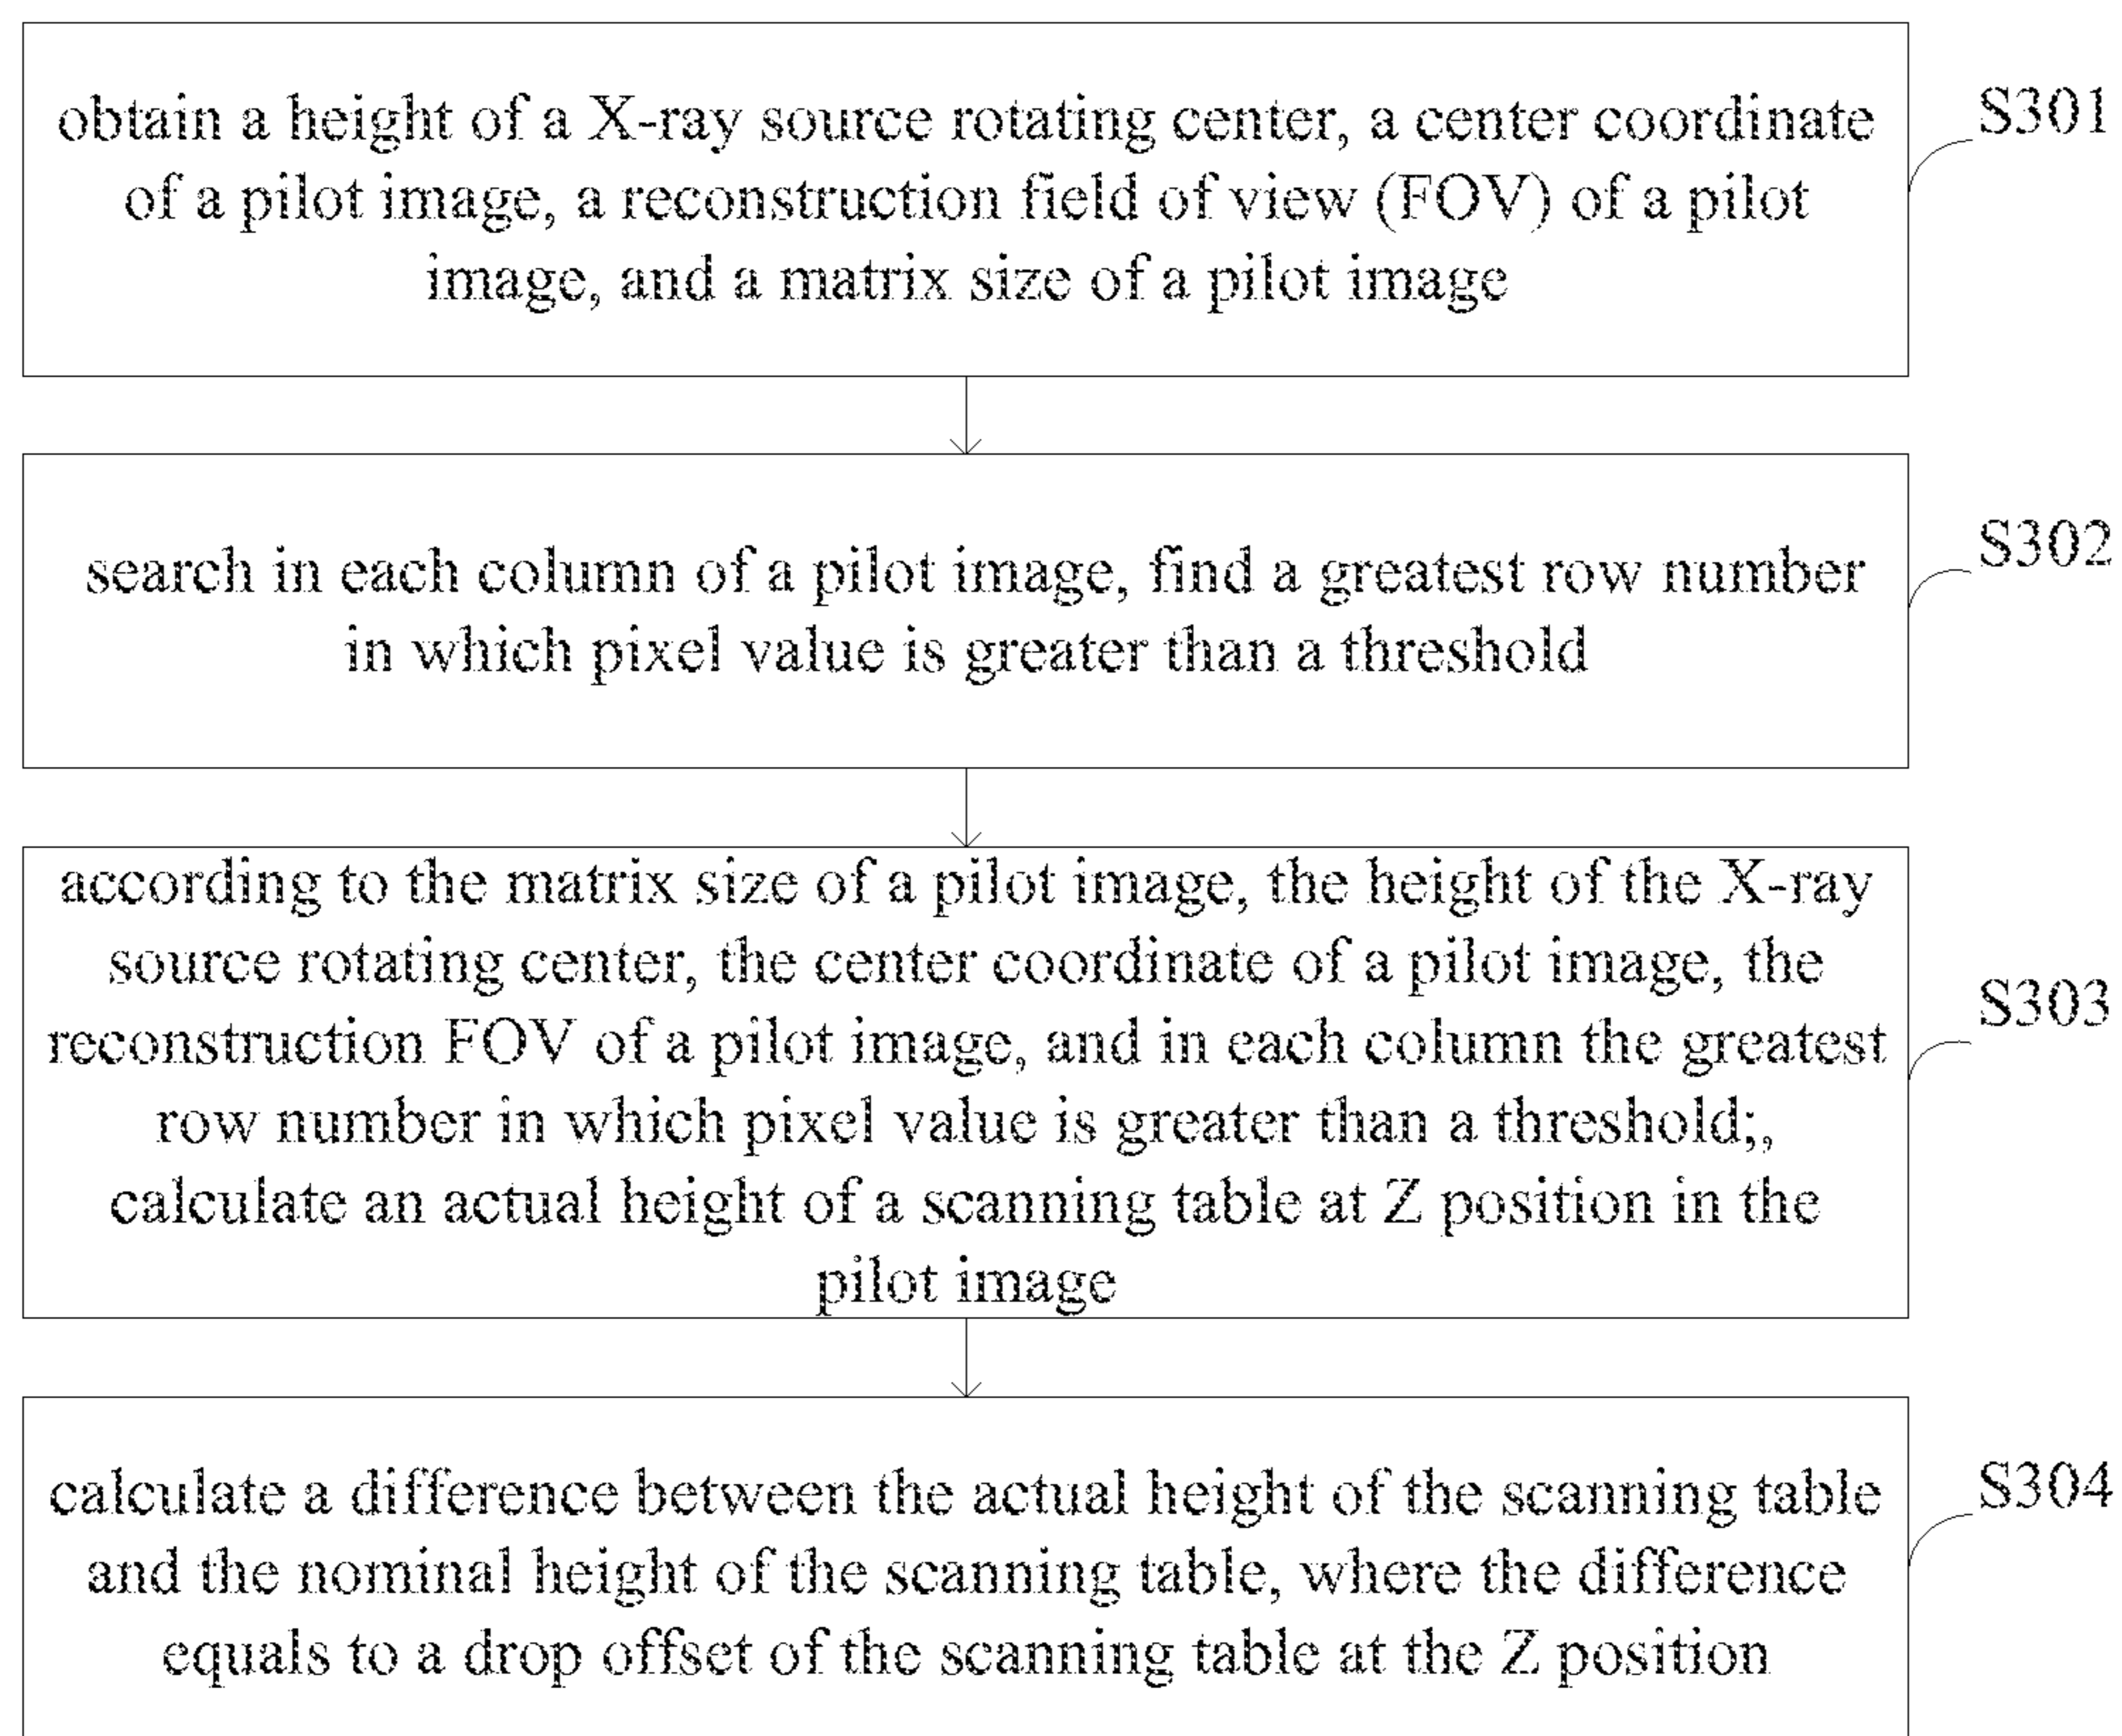 obtain a height of a X-ray source rotating center, a center coordinate
of a pilot image, a reconstruction field of view (FOV) of a pilot
image, and a matrix size of a pilot image
S301
search in each column of a pilot image, find a greatest row number
in which pixel value is greater than a threshold
S302
according to the matrix size of a pilot image, the height of the X-ray
source rotating center, the center coordinate of a pilot image, the
reconstruction FOV of a pilot image, and in each column the greatest
row number in which pixel value is greater than a threshold;,
calculate an actual height of a scanning table at Z position in the
pilot image
S303
calculate a difference between the actual height of the scanning table
and the nominal height of the scanning table, where the difference
equals to a drop offset of the scanning table at the Z position
S304